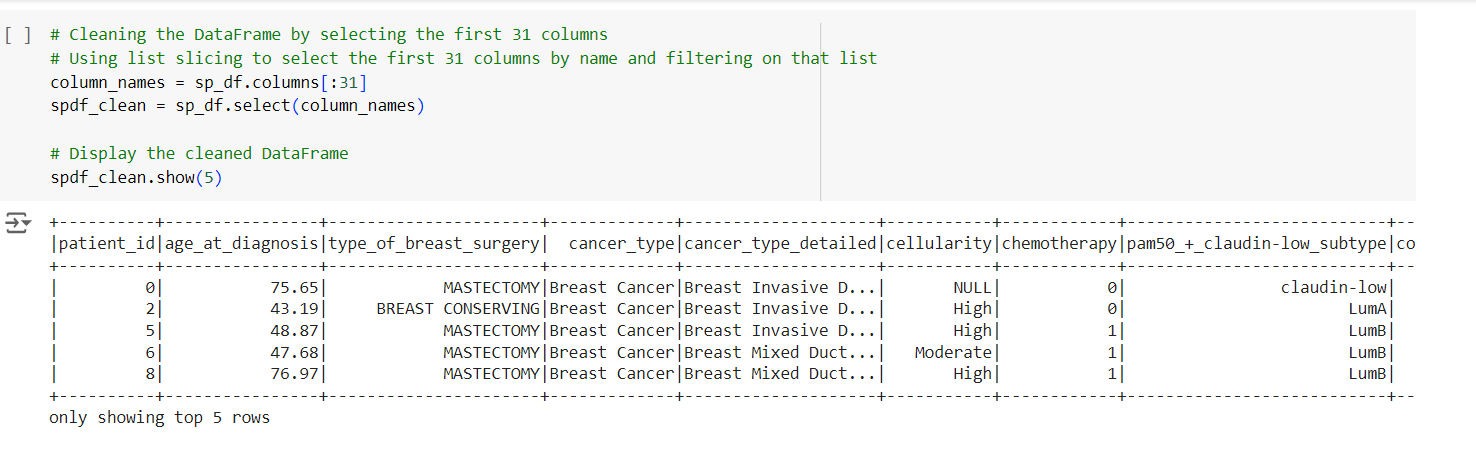 [ ] # Cleaning the DataFrame by selecting the first 31 columns
# Using list slicing to select the first 31 columns by name and filtering on that list
column_names = sp_df.columns[:31]
spdf_clean = sp_df.select(column_names)
# Display the cleaned DataFrame
spdf_clean.show(5)
+----------+----------------+----------------------+-------------+--------------------+-----------+------------+---------------------------+--
|patient_id|age_at_diagnosis|type_of_breast_surgery|  cancer_type|cancer_type_detailed|cellularity|chemotherapy|pam50_+_claudin-low_subtype|co
+----------+----------------+----------------------+-------------+--------------------+-----------+------------+---------------------------+--
|         0|           75.65|            MASTECTOMY|Breast Cancer|Breast Invasive D...|       NULL|           0|                claudin-low|
|         2|           43.19|     BREAST CONSERVING|Breast Cancer|Breast Invasive D...|       High|           0|                       LumA|
|         5|           48.87|            MASTECTOMY|Breast Cancer|Breast Invasive D...|       High|           1|                       LumB|
|         6|           47.68|            MASTECTOMY|Breast Cancer|Breast Mixed Duct...|   Moderate|           1|                       LumB|
|         8|           76.97|            MASTECTOMY|Breast Cancer|Breast Mixed Duct...|       High|           1|                       LumB|
+----------+----------------+----------------------+-------------+--------------------+-----------+------------+---------------------------+--
only showing top 5 rows